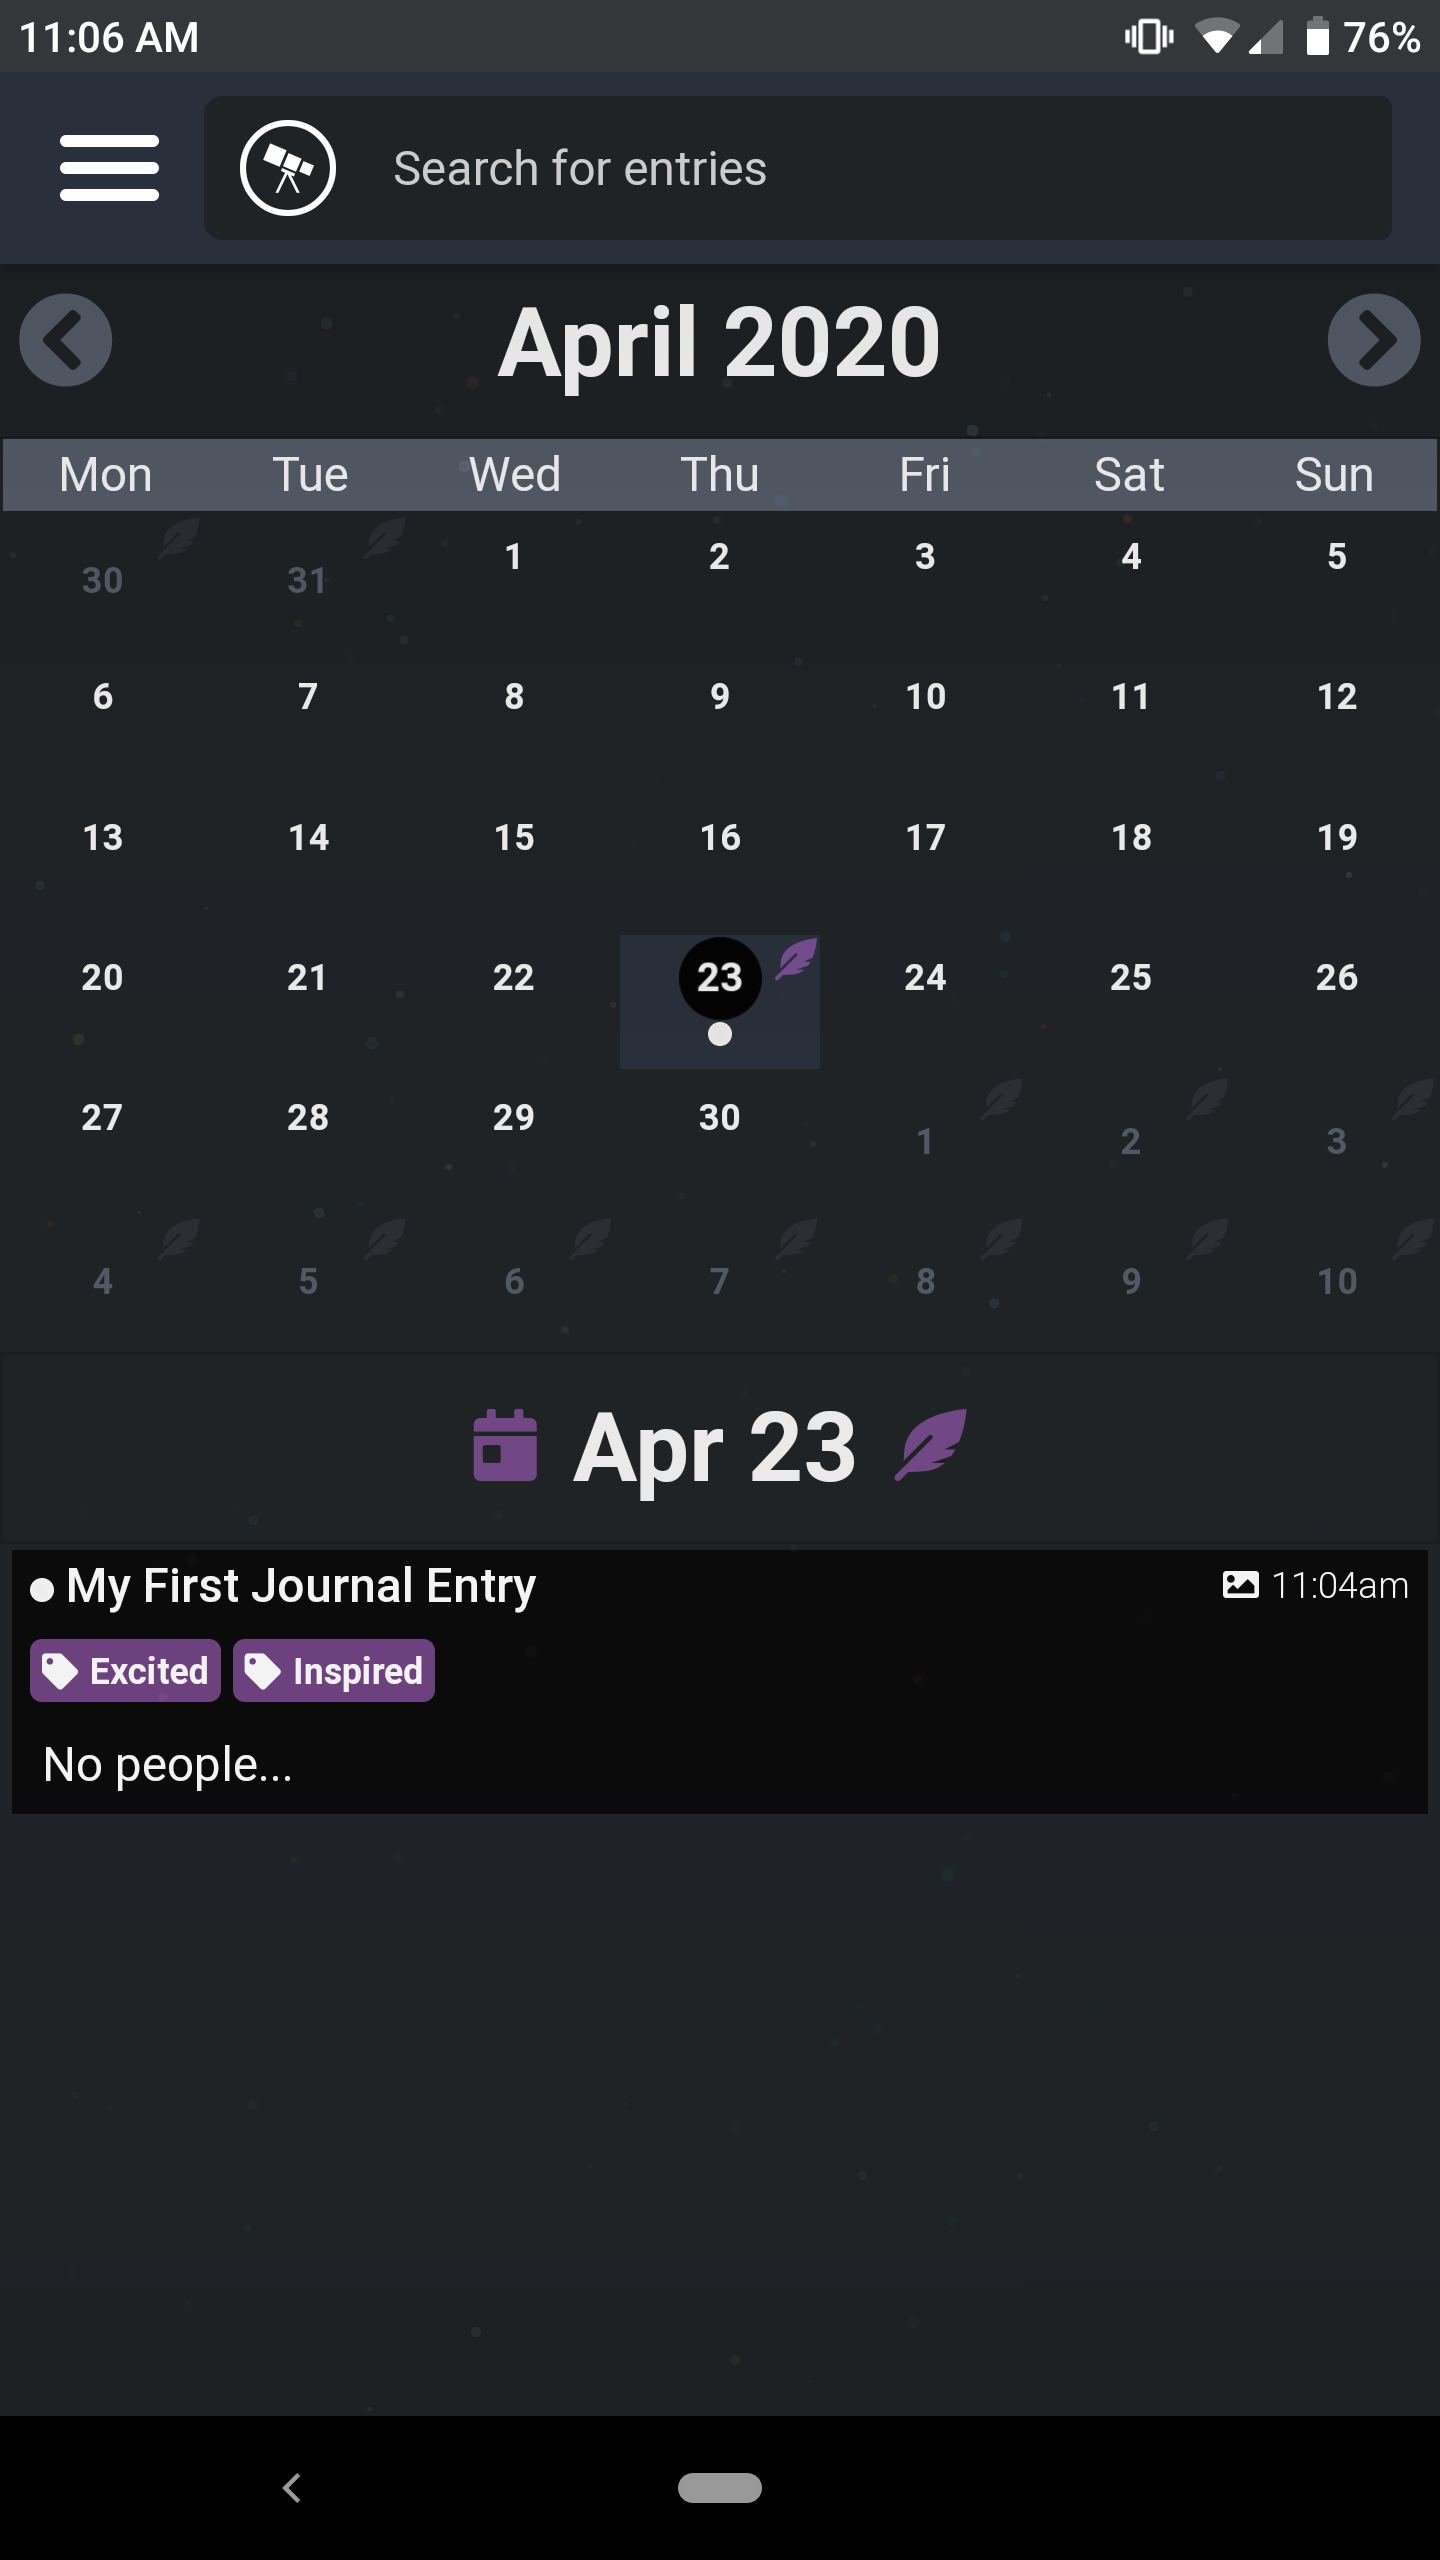 11:06 AM 76%
Search for entries
April 2020
Mon Tue Wed Thu Fri Sat Sun
30 31 1 2 3 4 5
6 7 8 9 10 11 12
13 14 15 16 17 18 19
20 21 22 23 24 25 26
27 28 29 30 1 2 3
4 5 6 7 8 9 10
Apr 23
My First Journal Entry 11:04am
Excited Inspired
No people...